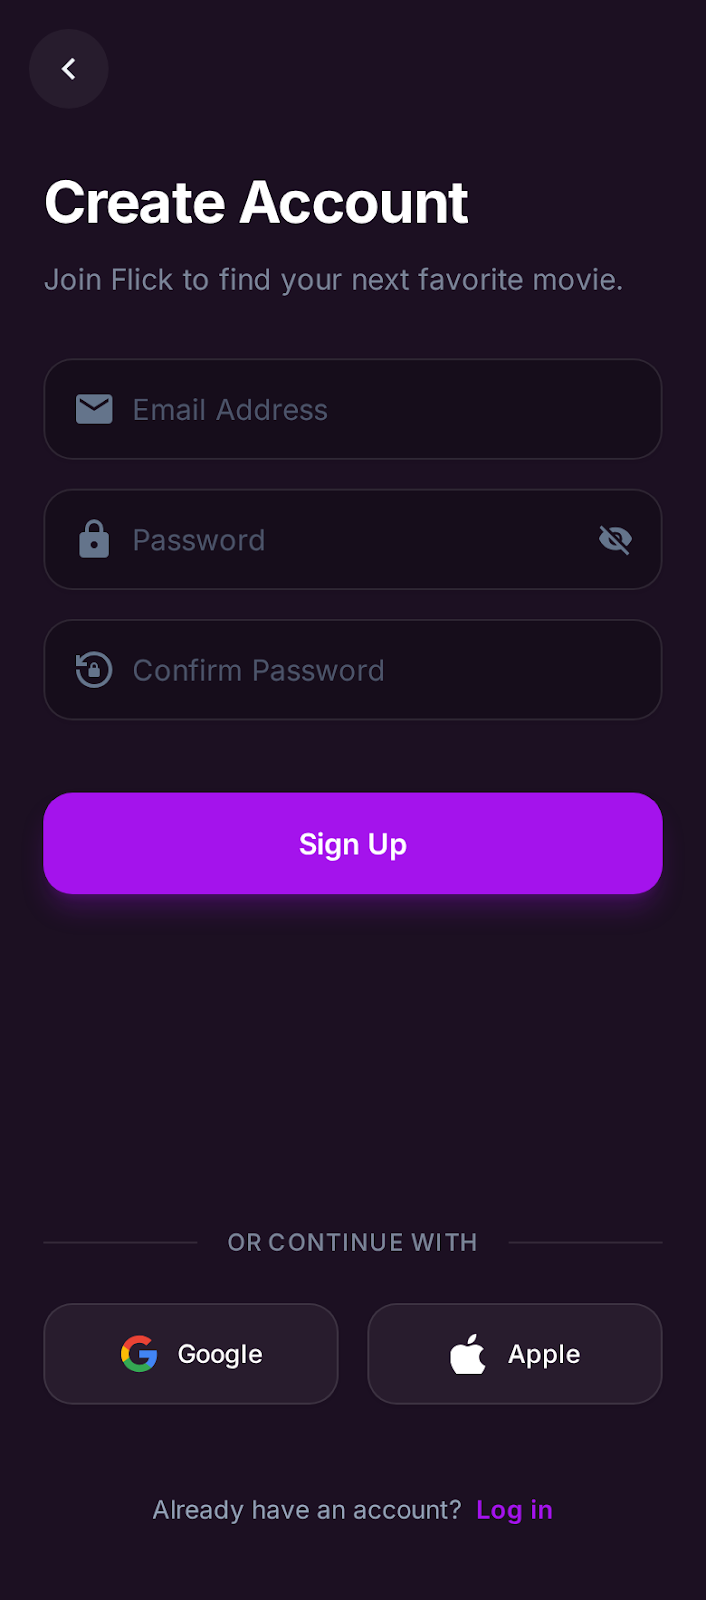 Create Account
Join Flick to find your next favorite movie.
Email Address
Password
Confirm Password
Sign Up
OR CONTINUE WITH
Google
Apple
Already have an account? Log in